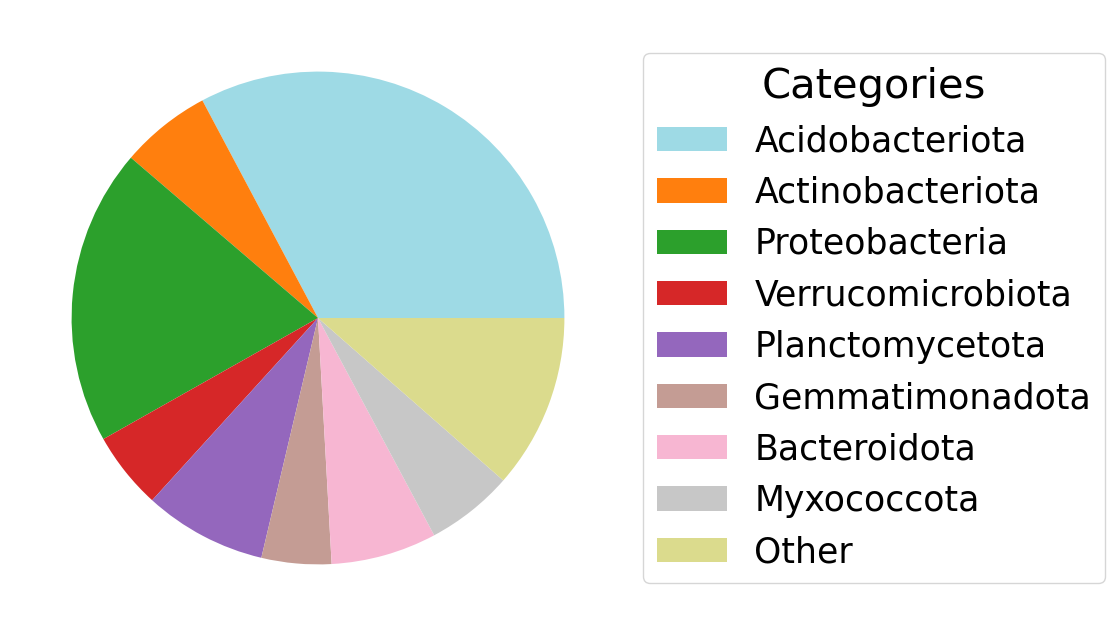 Categories
Acidobacteriota
Actinobacteriota
Proteobacteria
Verrucomicrobiota
Planctomycetota
Gemmatimonadota
Bacteroidota
Myxococcota
Other